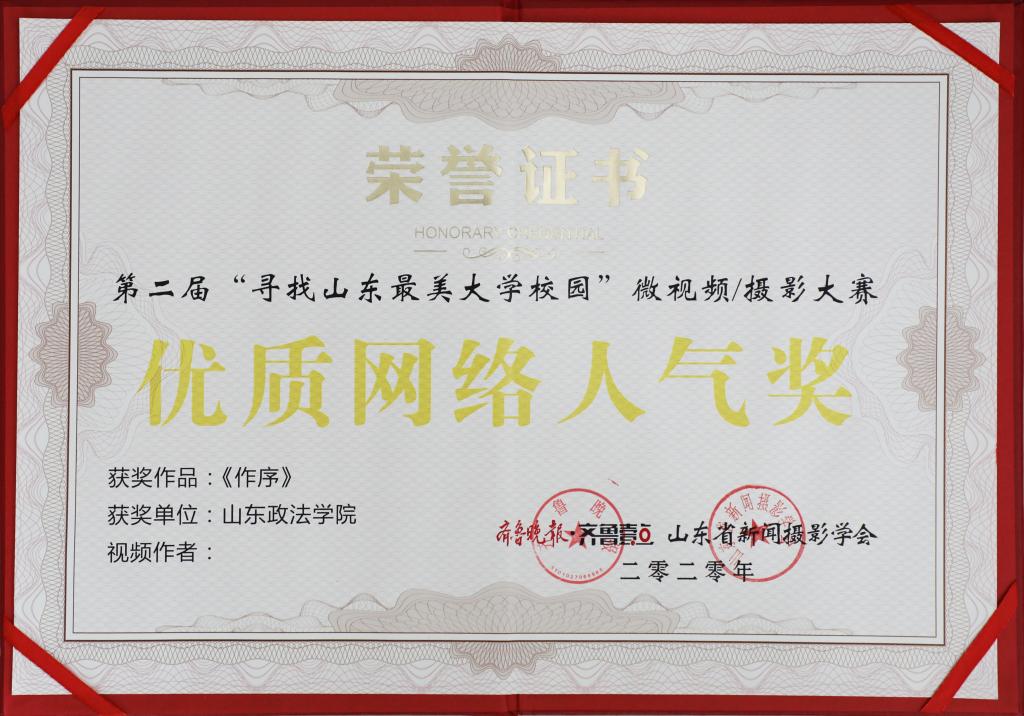 荣誉证书
HONORARY CREDENTIAL
第二届“寻找山东最美大学校园”微视频/摄影大赛
优质网络人气奖
获奖作品：《作序》
获奖单位：山东政法学院
视频作者：
齐鲁晚报·齐鲁壹点 山东省新闻摄影学会
二零二零年